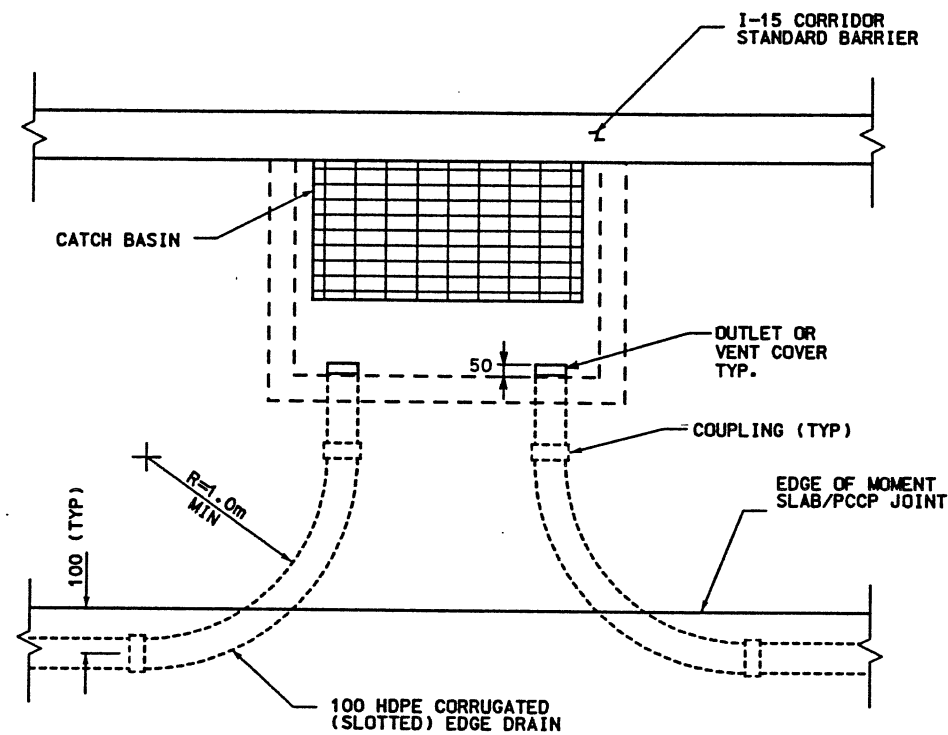 I-15 CORRIDOR
STANDARD BARRIER
CATCH BASIN
OUTLET OR
VENT COVER
TYP.
50
COUPLING (TYP)
R=1.0m
MIN
EDGE OF MOMENT
SLAB/PCCP JOINT
100 (TYP)
100 HDPE CORRUGATED
(SLOTTED) EDGE DRAIN